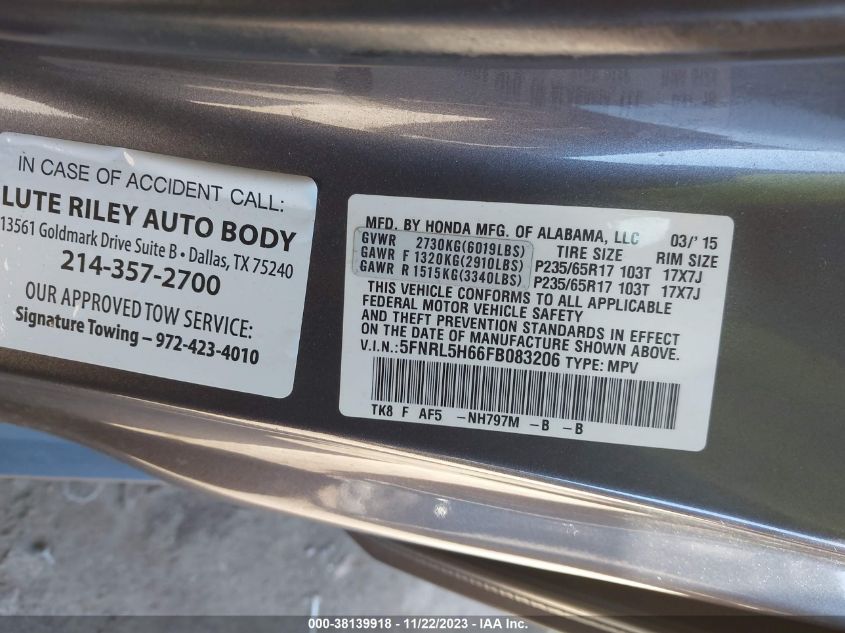 IN CASE OF ACCIDENT CALL:
LUTE RILEY AUTO BODY
13561 Goldmark Drive Suite B • Dallas, TX 75240
214-357-2700
OUR APPROVED TOW SERVICE:
Signature Towing – 972-423-4010
MFD. BY HONDA MFG. OF ALABAMA, LLC 03/'15
GVWR 2730KG(6019LBS) TIRE SIZE RIM SIZE
GAWR F 1320KG(2910LBS) P235/65R17 103T 17X7J
GAWR R 1515KG(3340LBS) P235/65R17 103T 17X7J
THIS VEHICLE CONFORMS TO ALL APPLICABLE
FEDERAL MOTOR VEHICLE SAFETY
AND THEFT PREVENTION STANDARDS IN EFFECT
ON THE DATE OF MANUFACTURE SHOWN ABOVE.
V.I.N.:5FNRL5H66FB083206 TYPE: MPV
TK8 F AF5 -NH797M -B -B
000-38139918 - 11/22/2023 - IAA Inc.